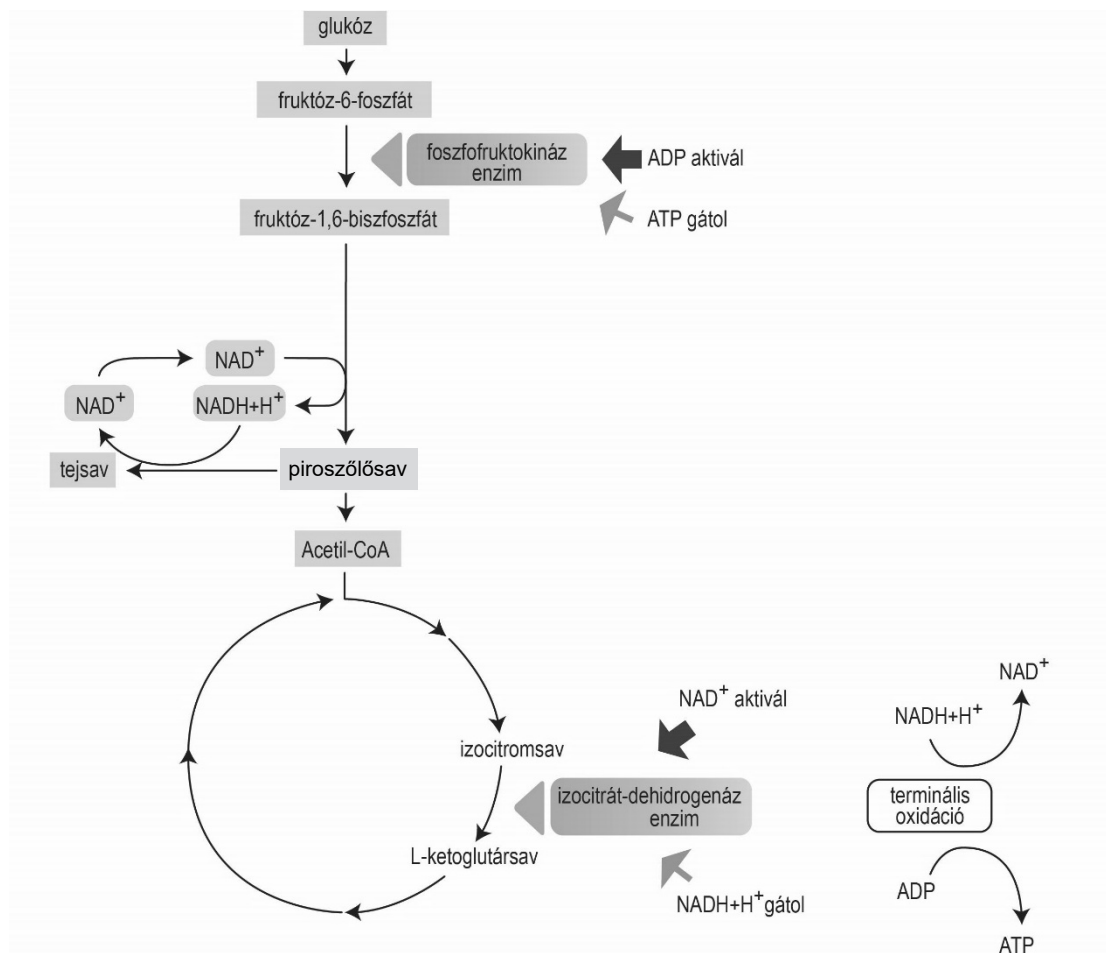 glukóz
fruktóz-6-foszfát
foszfofruktokináz
enzim
ADP aktivál
ATP gátol
fruktóz-1,6-biszfoszfát
NAD⁺
NAD⁺
NADH+H⁺
tejsav
piroszőlősav
Acetil-CoA
NAD⁺ aktivál
izocitromsav
izocitrát-dehidrogenáz
enzim
L-ketoglutársav
NADH+H⁺gátol
NAD⁺
NADH+H⁺
terminális
oxidáció
ADP
ATP